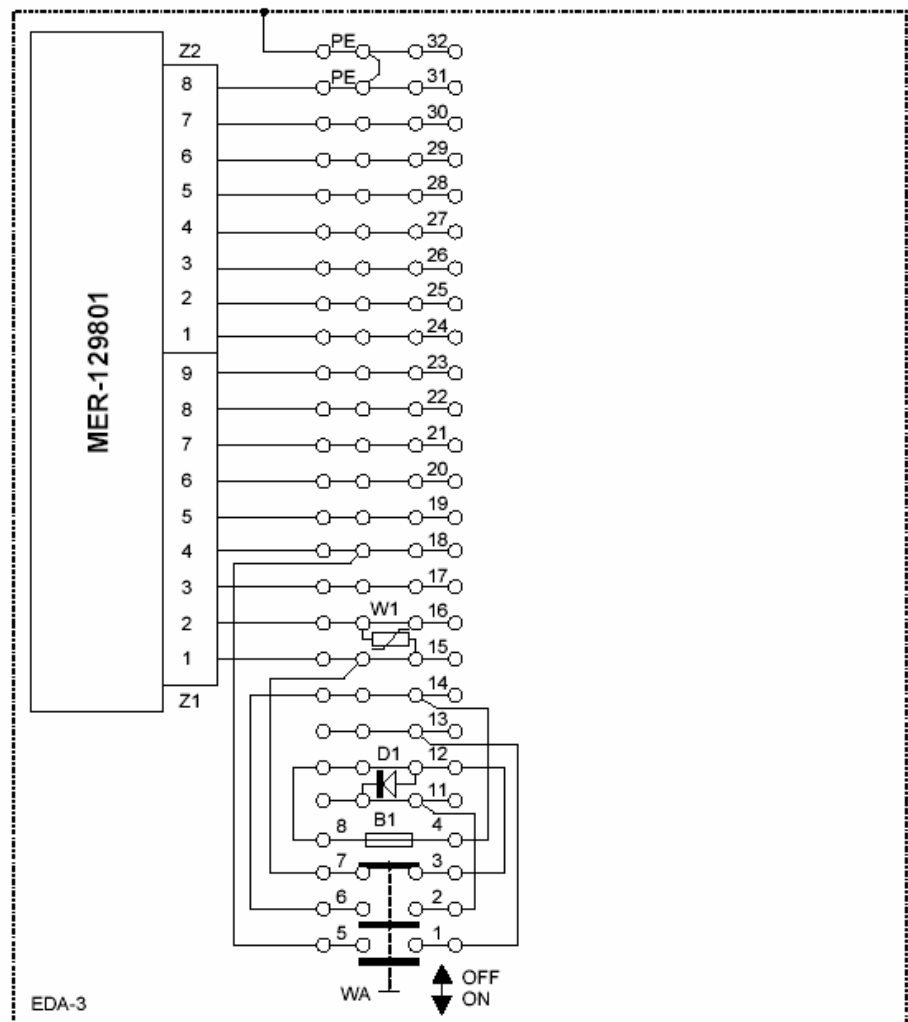 PE 32
Z2
8 PE 31
7 30
6 29
5 28
4 27
3 26
2 25
1 24
9 23
8 22
7 21
6 20
5 19
4 18
3 17
W1
2 16
1 15
Z1
14
13
D1 12
11
8 B1 4
7 3
6 2
5 1
WA
OFF
ON
EDA-3
MER-129801